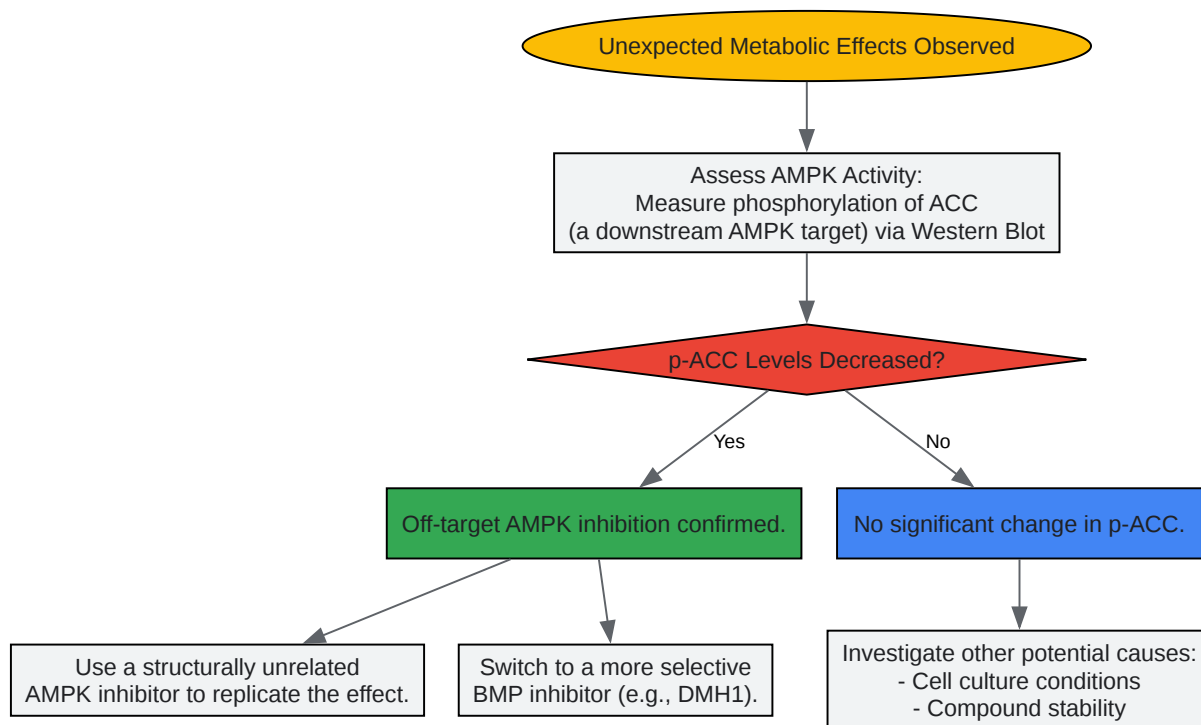 Unexpected Metabolic Effects Observed
Assess AMPK Activity:
Measure phosphorylation of ACC
(a downstream AMPK target) via Western Blot
p-ACC Levels Decreased?
Yes
No
Off-target AMPK inhibition confirmed.
No significant change in p-ACC.
Use a structurally unrelated
AMPK inhibitor to replicate the effect.
Switch to a more selective
BMP inhibitor (e.g., DMH1).
Investigate other potential causes:
- Cell culture conditions
- Compound stability